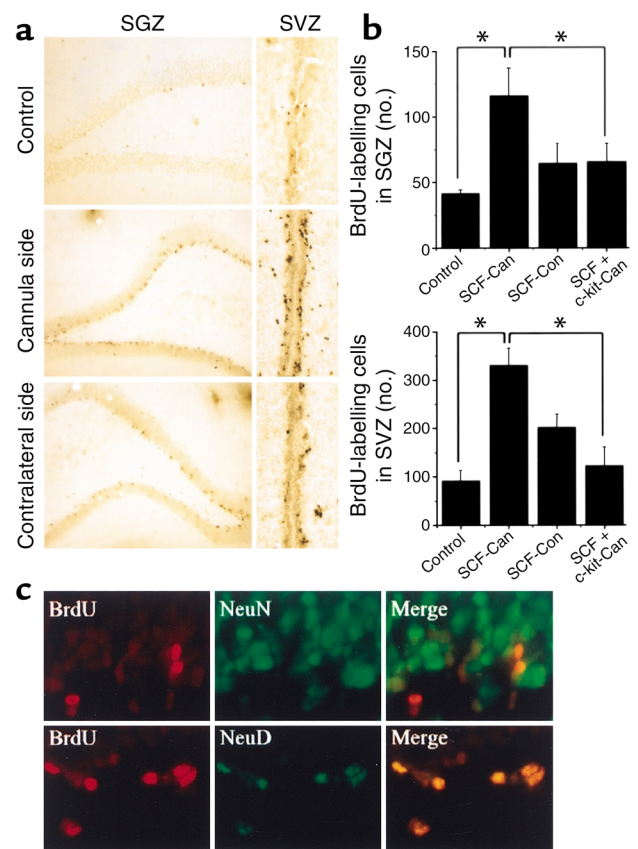 a
SGZ
SVZ
Control
Cannula side
Contralateral side
b
BrdU-labelling cells
in SGZ (no.)
150
100
50
0
*
*
Control
SCF-Can
SCF-Con
SCF +
c-kit-Can
BrdU-labelling cells
in SVZ (no.)
400
300
200
100
0
*
*
Control
SCF-Can
SCF-Con
SCF +
c-kit-Can
c
BrdU
NeuN
Merge
BrdU
NeuD
Merge